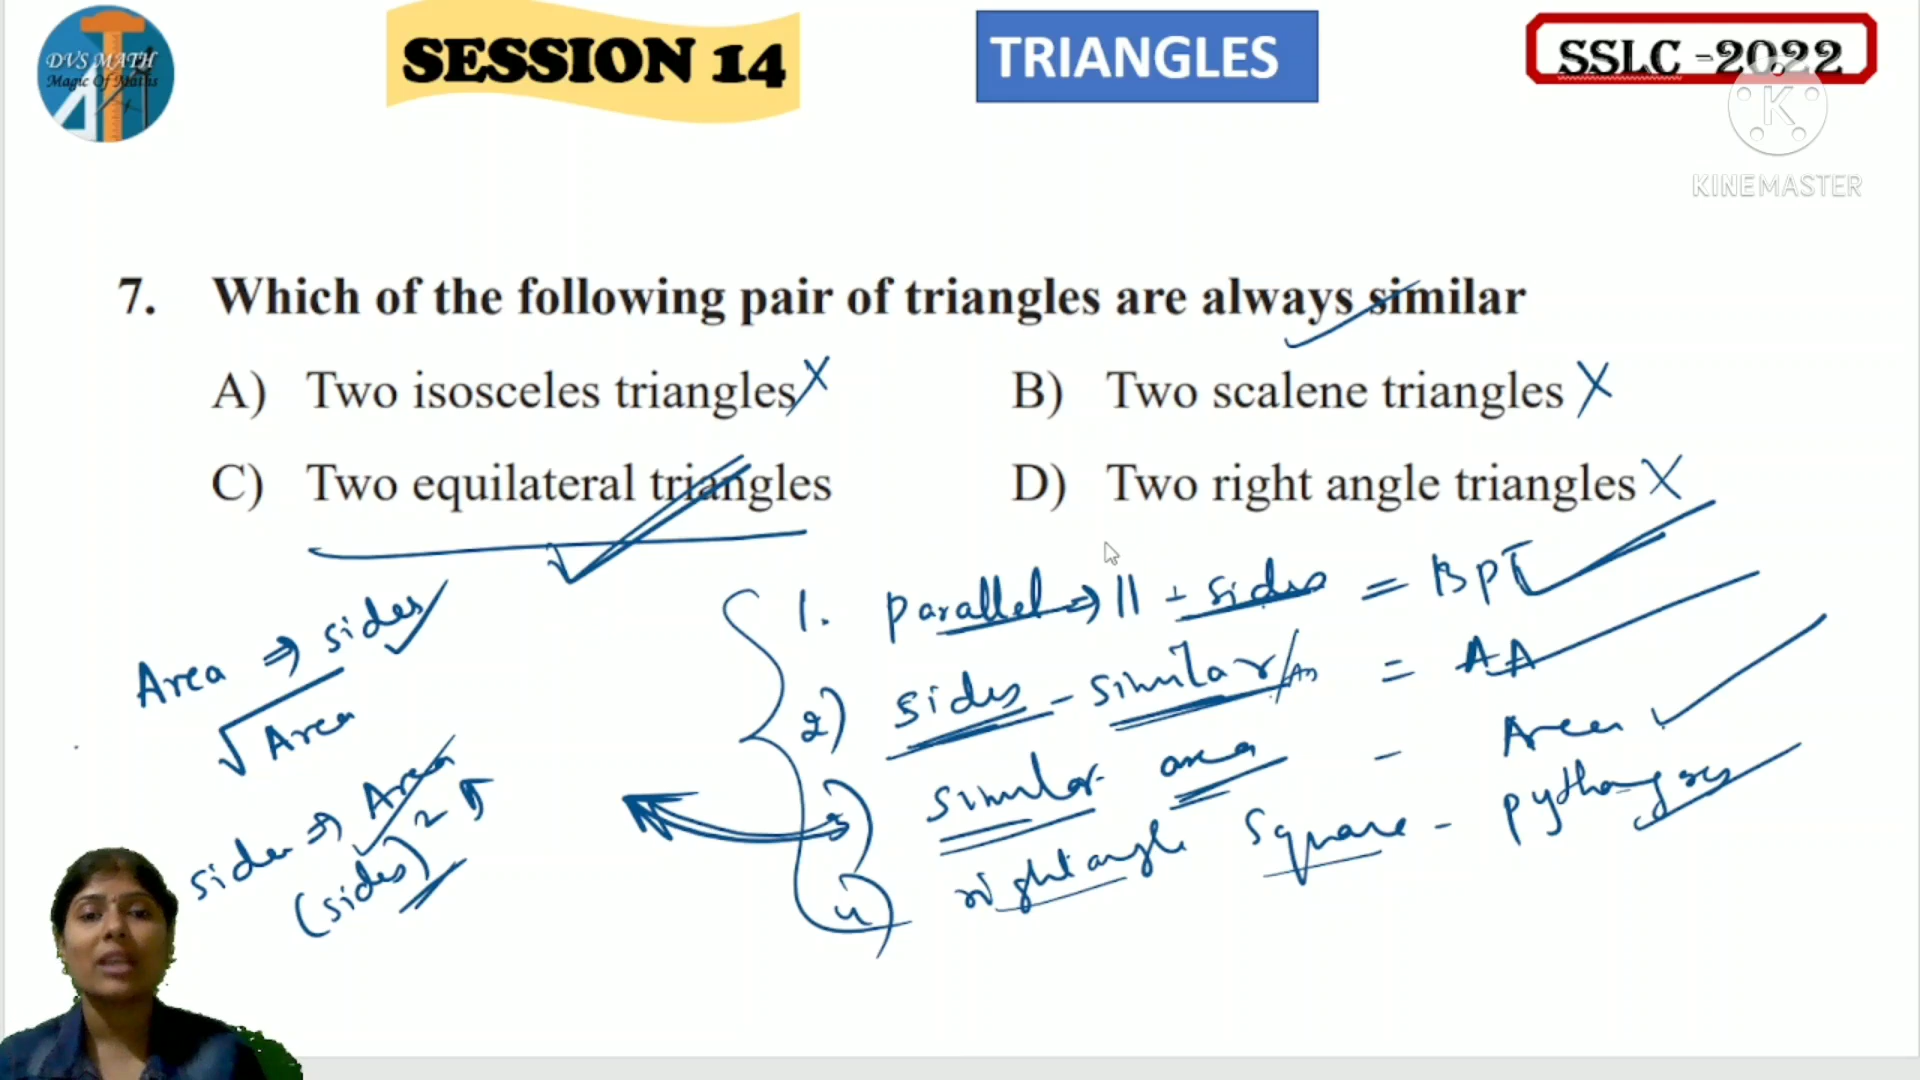 DVS MATH
Magic Of Maths
SESSION 14
TRIANGLES
SSLC -2022
KINEMASTER
7. Which of the following pair of triangles are always similar
A) Two isosceles triangles X
B) Two scalene triangles X
C) Two equilateral triangles
D) Two right angle triangles X
1. parallel ⇒ || - sides = BPT
2) sides - similar = AA
3) similar area - Area
4) right angle square -
Area ⇒ sides
√Area
sides ⇒ Area
(sides)2